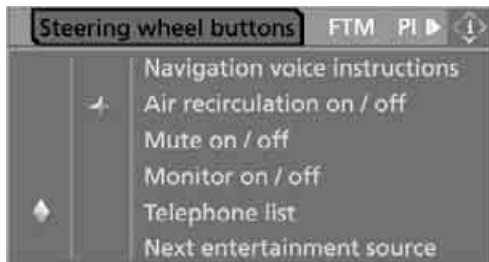 Steering wheel buttons FTM PI
Navigation voice instructions
Air recirculation on / off
Mute on / off
Monitor on / off
Telephone list
Next entertainment source